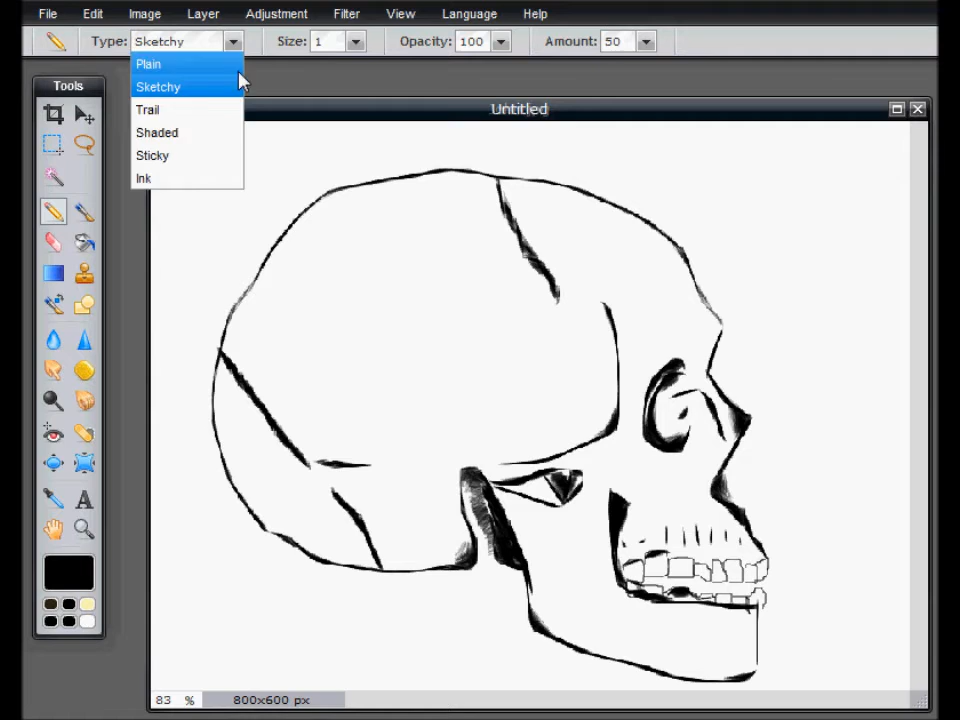 File Edit Image Layer Adjustment Filter View Language Help
Type: Sketchy Size: 1 Opacity: 100 Amount: 50
Plain
Sketchy
Trail
Shaded
Sticky
Ink
Tools
Untitled
A
83 % 800x600 px